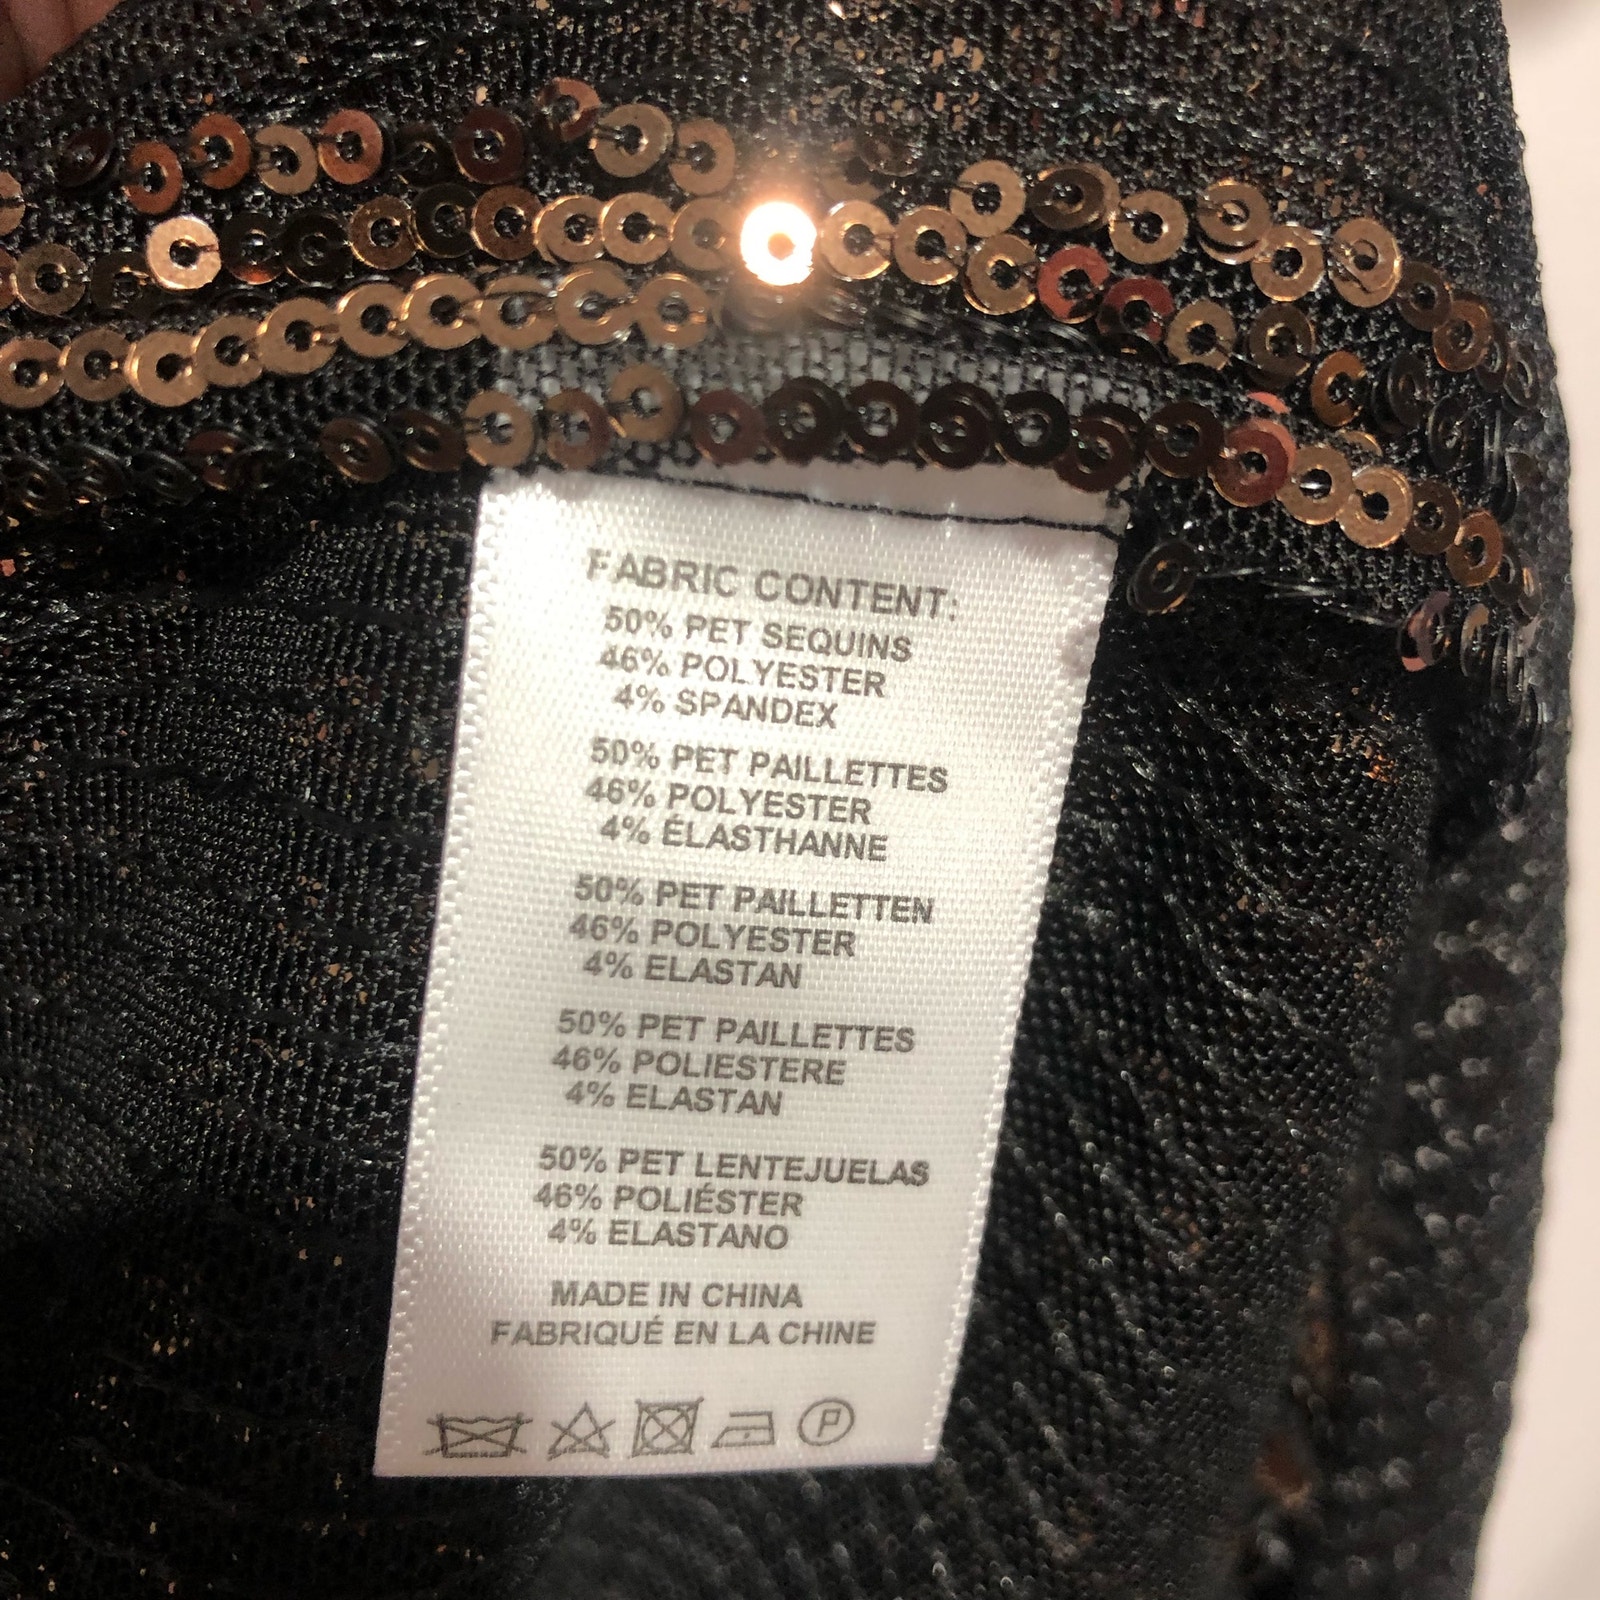 FABRIC CONTENT:
50% PET SEQUINS
46% POLYESTER
4% SPANDEX
50% PET PAILLETTES
46% POLYESTER
4% ÉLASTHANNE
50% PET PAILLETTEN
46% POLYESTER
4% ELASTAN
50% PET PAILLETTES
46% POLIESTERE
4% ELASTAN
50% PET LENTEJUELAS
46% POLIÉSTER
4% ELASTANO
MADE IN CHINA
FABRIQUÉ EN LA CHINE
P